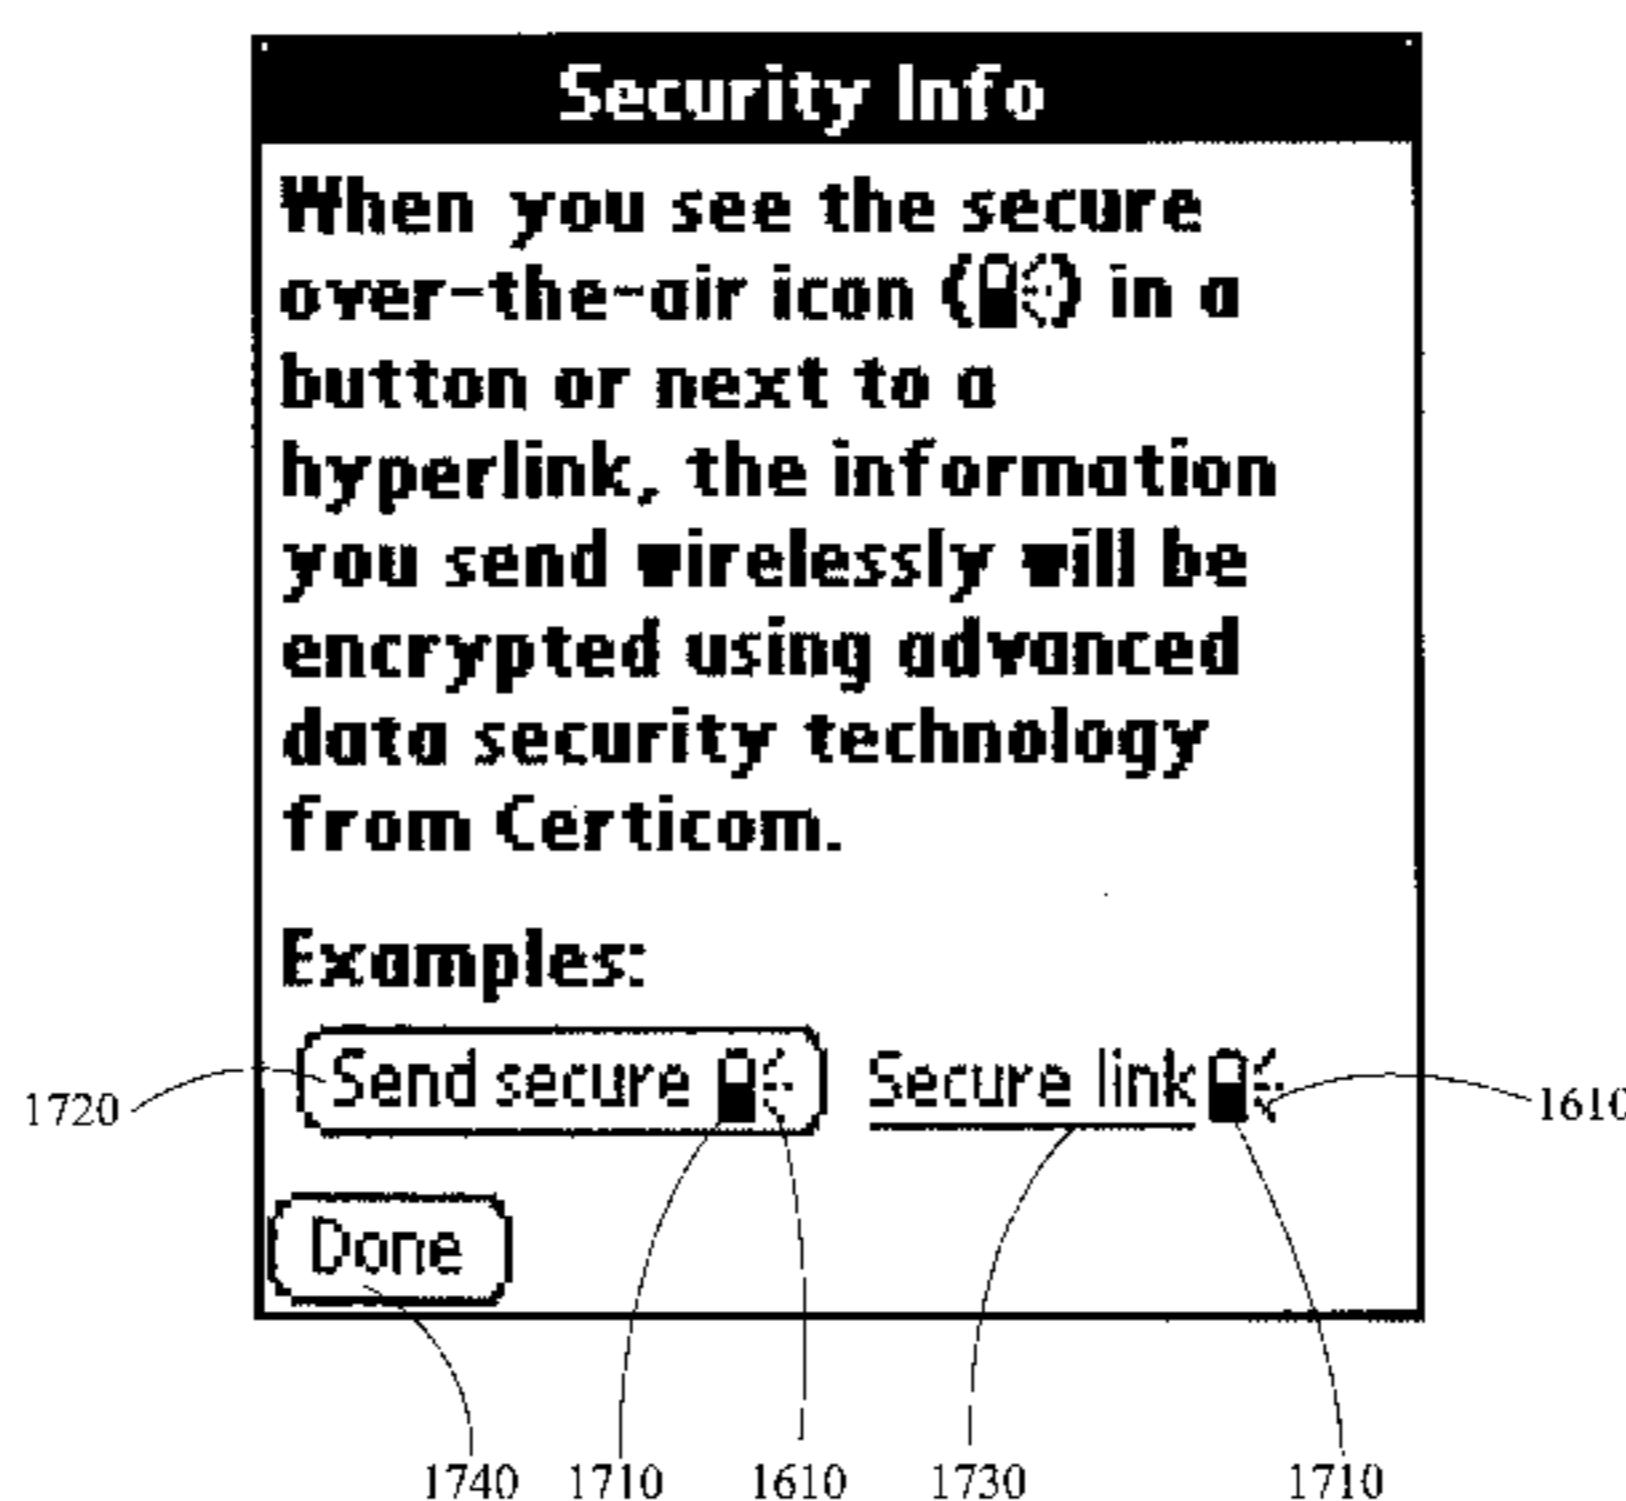 Security Info
When you see the secure
over-the-air icon () in a
button or next to a
hyperlink, the information
you send wirelessly will be
encrypted using advanced
data security technology
from Certicom.
Examples:
Send secure Secure link
1720 1610
Done
1740 1710 1610 1730 1710